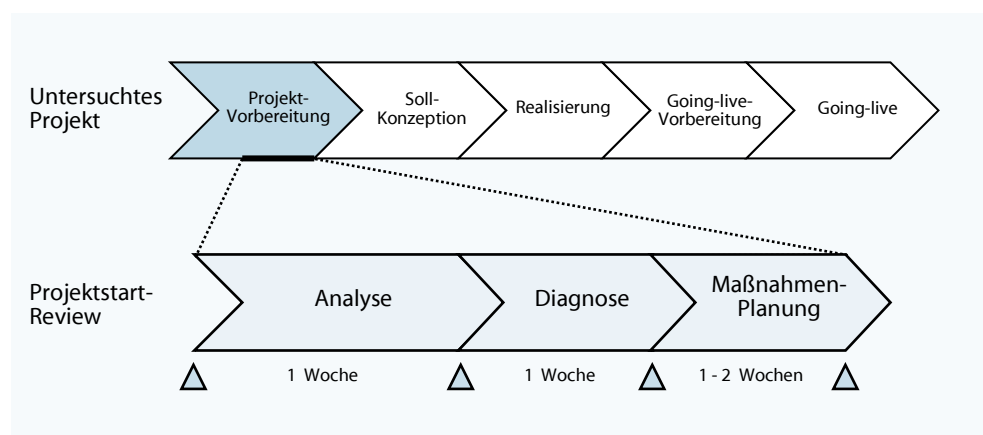 Untersuchtes
Projekt
Projekt-
Vorbereitung
Soll-
Konzeption
Realisierung
Going-live-
Vorbereitung
Going-live
Projektstart-
Review
Analyse
Diagnose
Maßnahmen-
Planung
1 Woche
1 Woche
1 - 2 Wochen